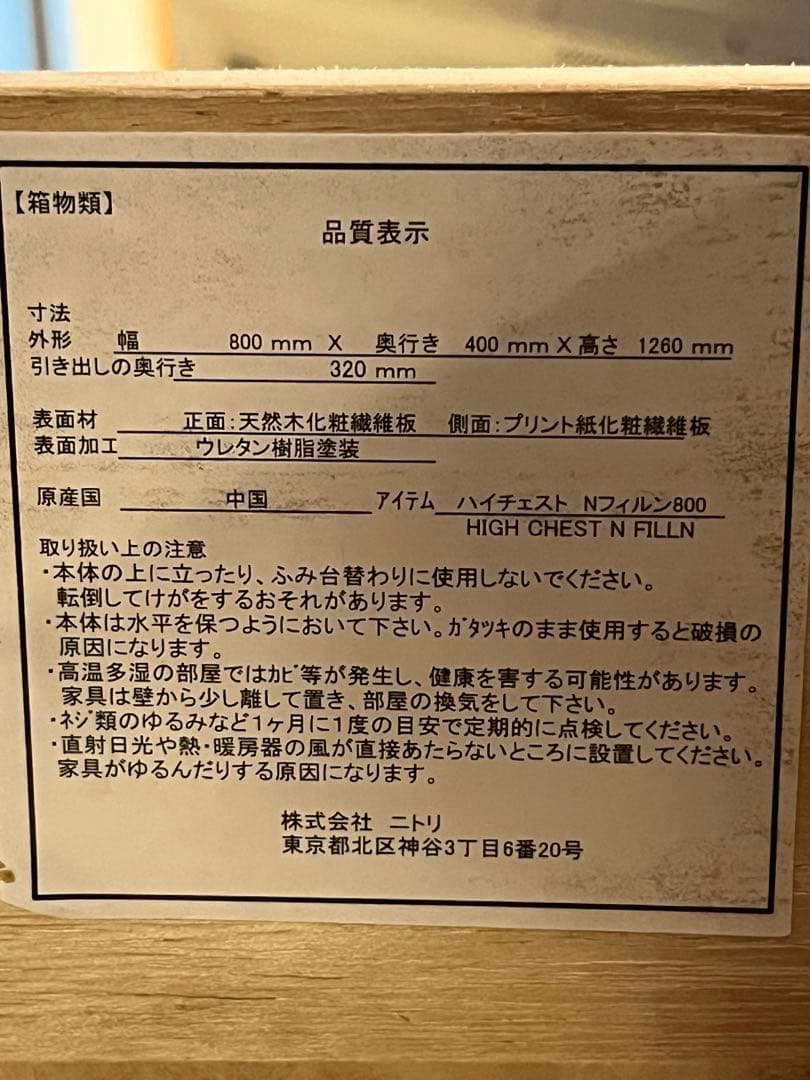 【箱物類】
品質表示
寸法
外形 幅 800 mm X 奥行き 400 mm X 高さ 1260 mm
引き出しの奥行き 320 mm
表面材 正面:天然木化粧繊維板 側面:プリント紙化粧繊維板
表面加工 ウレタン樹脂塗装
原産国 中国 アイテム ハイチェスト Nフィルン800
HIGH CHEST N FILLN
取り扱い上の注意
・本体の上に立ったり、ふみ台替わりに使用しないでください。
転倒してけがをするおそれがあります。
・本体は水平を保つようにおいて下さい。ガタツキのまま使用すると破損の
原因になります。
・高温多湿の部屋ではカビ等が発生し、健康を害する可能性があります。
家具は壁から少し離して置き、部屋の換気をして下さい。
・ネジ類のゆるみなど1ヶ月に1度の目安で定期的に点検してください。
・直射日光や熱・暖房器の風が直接あたらないところに設置してください。
家具がゆるんだりする原因になります。
株式会社 ニトリ
東京都北区神谷3丁目6番20号